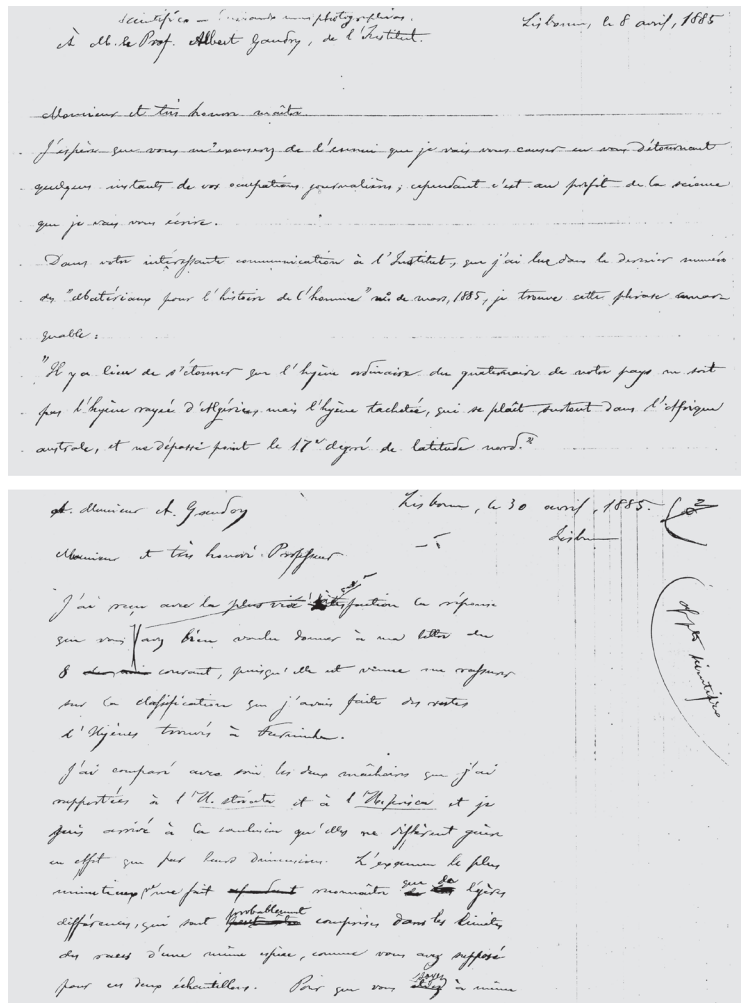 scientifica — photographias.
À M. le Prof. Albert Gaudry, de l'Institut.
Lisbonne, le 8 avril, 1885
Monsieur et très honoré maître
J'espère que vous m'excuserez de l'ennui que je vais vous causer en vous détournant
quelques instants de vos occupations journalières; cependant c'est au profit de la science
que je vais vous écrire.
Dans votre intéressante communication à l'Institut, que j'ai lue dans le dernier numéro
des "Matériaux pour l'histoire de l'homme" de mars, 1885, je trouve cette phrase remar-
quable:
"Il y a lieu de s'étonner que l'hyène ordinaire du quaternaire de notre pays ne soit
pas l'hyène rayée d'Algérie, mais l'hyène tachetée, qui se plaît surtout dans l'Afrique
australe, et ne dépasse point le 17e degré de latitude nord."
A. Monsieur A. Gaudry
Lisbonne, le 30 avril, 1885.
Lisbonne
Monsieur et très honoré Professeur
J'ai reçu avec la plus vive satisfaction la réponse
que vous avez bien voulu donner à ma lettre du
8 courant, puisqu'elle est venue me rassurer
sur la classification que j'avais faite des restes
d'Hyènes trouvés à Furninha.
J'ai comparé avec soin les deux mâchoires que j'ai
rapportées à l'H. striata et à l'H. prisca et je
suis arrivé à la conclusion qu'elles ne diffèrent guère
en effet que par leurs dimensions. L'examen le plus
minutieux ne me fait reconnaître que de légères
différences, qui sont probablement comprises dans les limites
des races d'une même espèce, comme vous avez supposé
pour ces deux échantillons. Pour que vous soyez à même